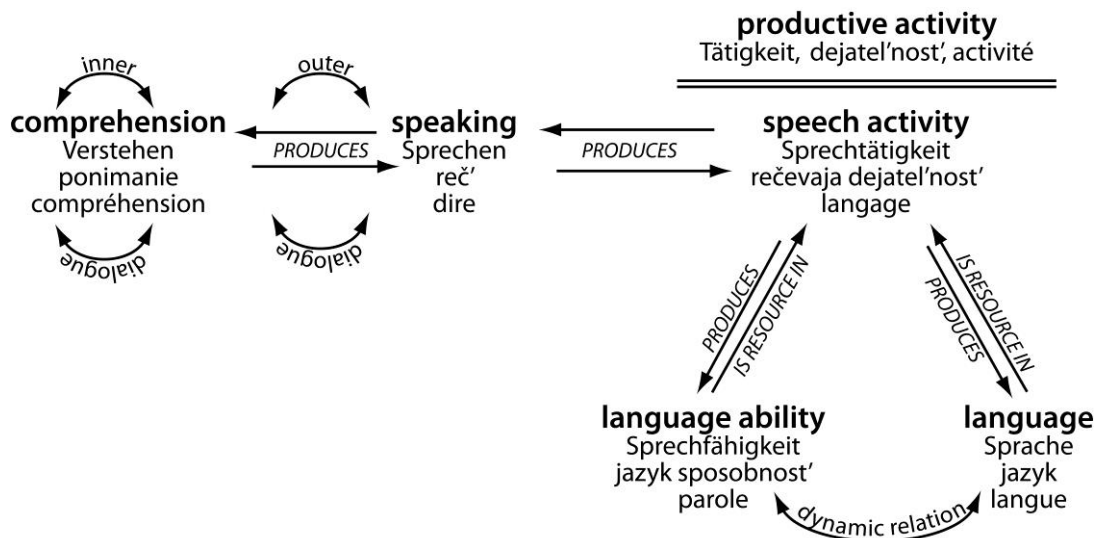 productive activity
Tätigkeit, dejatel’nost’, activité
inner
outer
comprehension
Verstehen
ponimanie
compréhension
PRODUCES
speaking
Sprechen
reč’
dire
PRODUCES
speech activity
Sprechtätigkeit
rečevaja dejatel’nost’
langage
dialogue
dialogue
PRODUCES
IS RESOURCE IN
IS RESOURCE IN
PRODUCES
language ability
Sprechfähigkeit
jazyk sposobnost’
parole
language
Sprache
jazyk
langue
dynamic relation